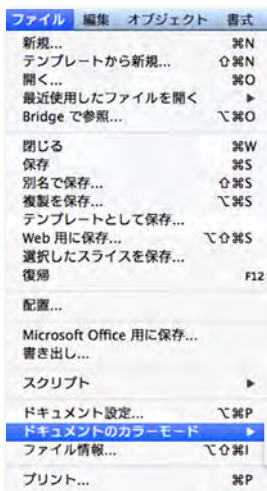 ファイル 編集 オブジェクト 書式
新規... ⌘N
テンプレートから新規... ⇧⌘N
開く... ⌘O
最近使用したファイルを開く ▶
Bridge で参照... ⌥⌘O
閉じる ⌘W
保存 ⌘S
別名で保存... ⇧⌘S
複製を保存... ⌥⌘S
テンプレートとして保存...
Web 用に保存... ⌥⇧⌘S
選択したスライスを保存...
復帰 F12
配置...
Microsoft Office 用に保存...
書き出し...
スクリプト ▶
ドキュメント設定... ⌥⌘P
ドキュメントのカラーモード ▶
ファイル情報... ⌥⇧⌘I
プリント... ⌘P